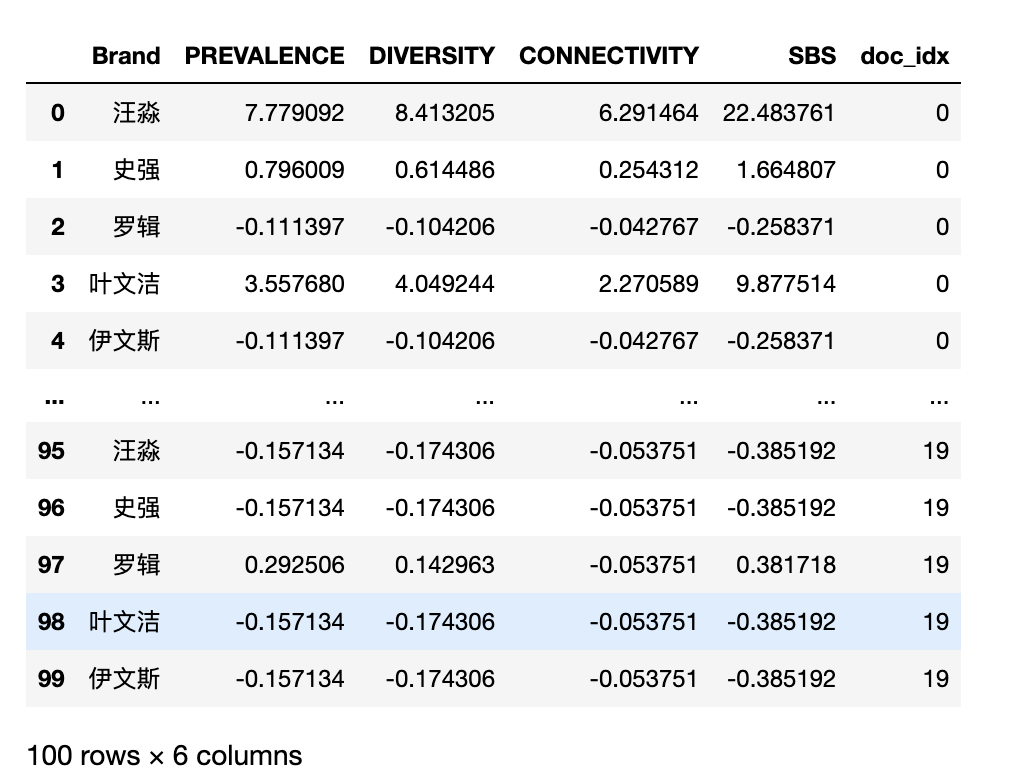 Brand PREVALENCE DIVERSITY CONNECTIVITY SBS doc_idx
0 汪淼 7.779092 8.413205 6.291464 22.483761 0
1 史强 0.796009 0.614486 0.254312 1.664807 0
2 罗辑 -0.111397 -0.104206 -0.042767 -0.258371 0
3 叶文洁 3.557680 4.049244 2.270589 9.877514 0
4 伊文斯 -0.111397 -0.104206 -0.042767 -0.258371 0
... ... ... ... ... ... ...
95 汪淼 -0.157134 -0.174306 -0.053751 -0.385192 19
96 史强 -0.157134 -0.174306 -0.053751 -0.385192 19
97 罗辑 0.292506 0.142963 -0.053751 0.381718 19
98 叶文洁 -0.157134 -0.174306 -0.053751 -0.385192 19
99 伊文斯 -0.157134 -0.174306 -0.053751 -0.385192 19
100 rows × 6 columns